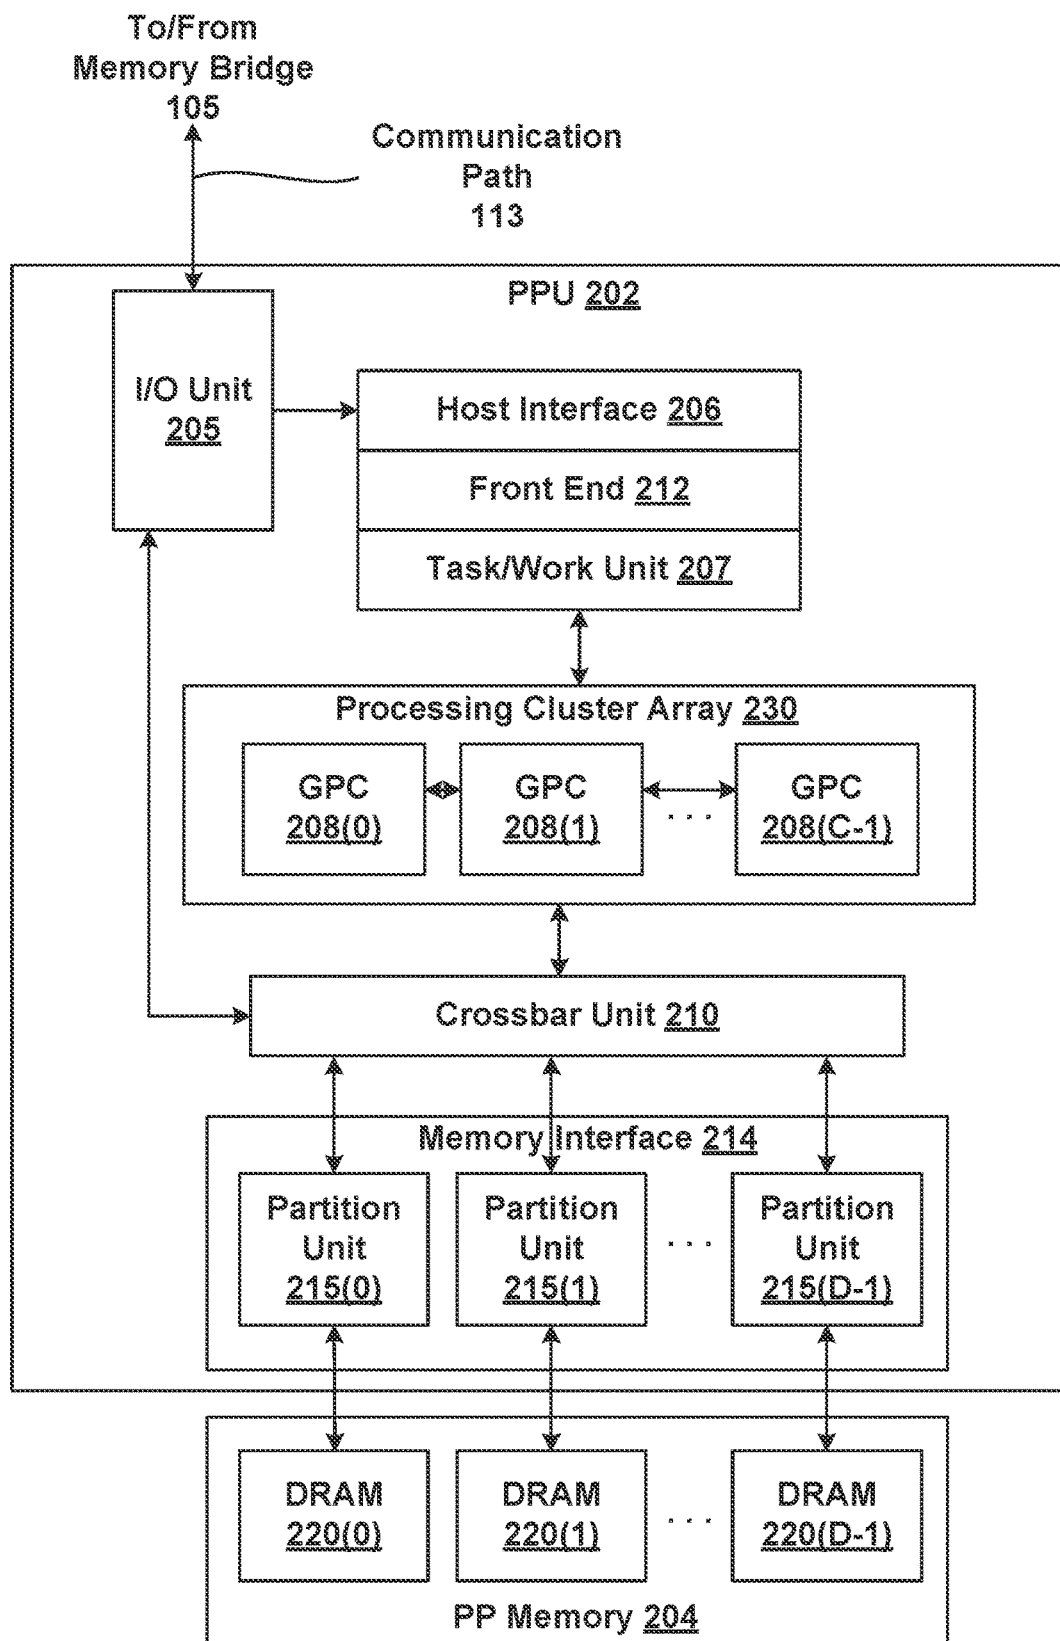 To/From
Memory Bridge
105
Communication
Path
113
PPU 202
I/O Unit
205
Host Interface 206
Front End 212
Task/Work Unit 207
Processing Cluster Array 230
GPC
208(0)
GPC
208(1)
. . .
GPC
208(C-1)
Crossbar Unit 210
Memory Interface 214
Partition
Unit
215(0)
Partition
Unit
215(1)
. . .
Partition
Unit
215(D-1)
DRAM
220(0)
DRAM
220(1)
. . .
DRAM
220(D-1)
PP Memory 204